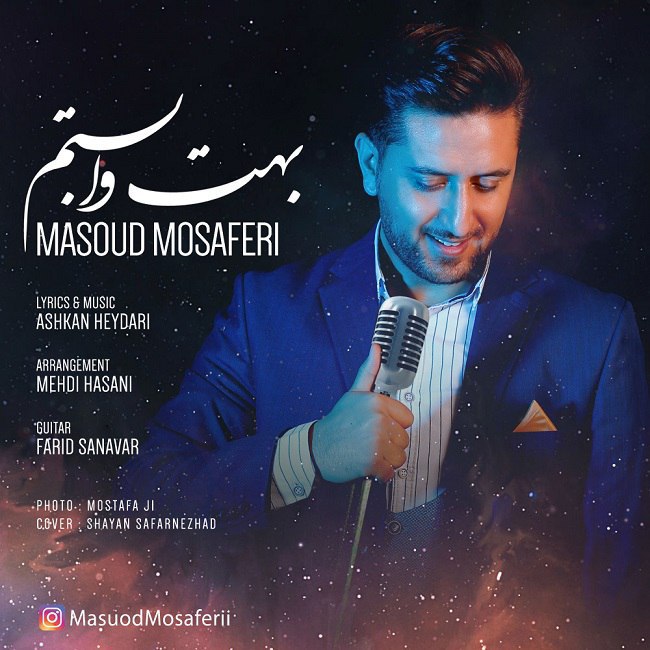 بهت وابستم
MASOUD MOSAFERI
LYRICS & MUSIC
ASHKAN HEYDARI
ARRANGEMENT
MEHDI HASANI
GUITAR
FARID SANAVAR
PHOTO : MOSTAFA JI
COVER : SHAYAN SAFARNEZHAD
MasuodMosaferii